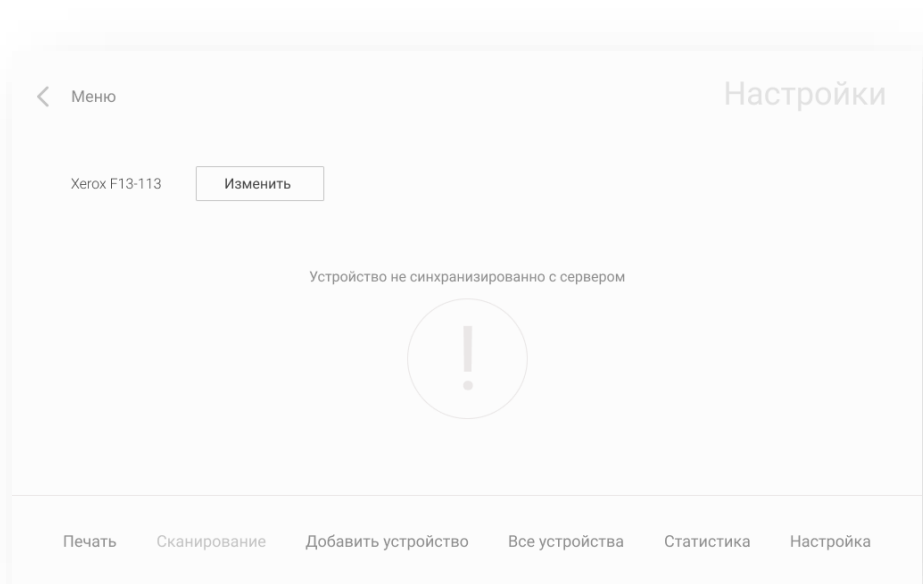 Меню
Настройки
Xerox F13-113
Изменить
Устройство не синхранизированно с сервером
!
Печать
Сканирование
Добавить устройство
Все устройства
Статистика
Настройка